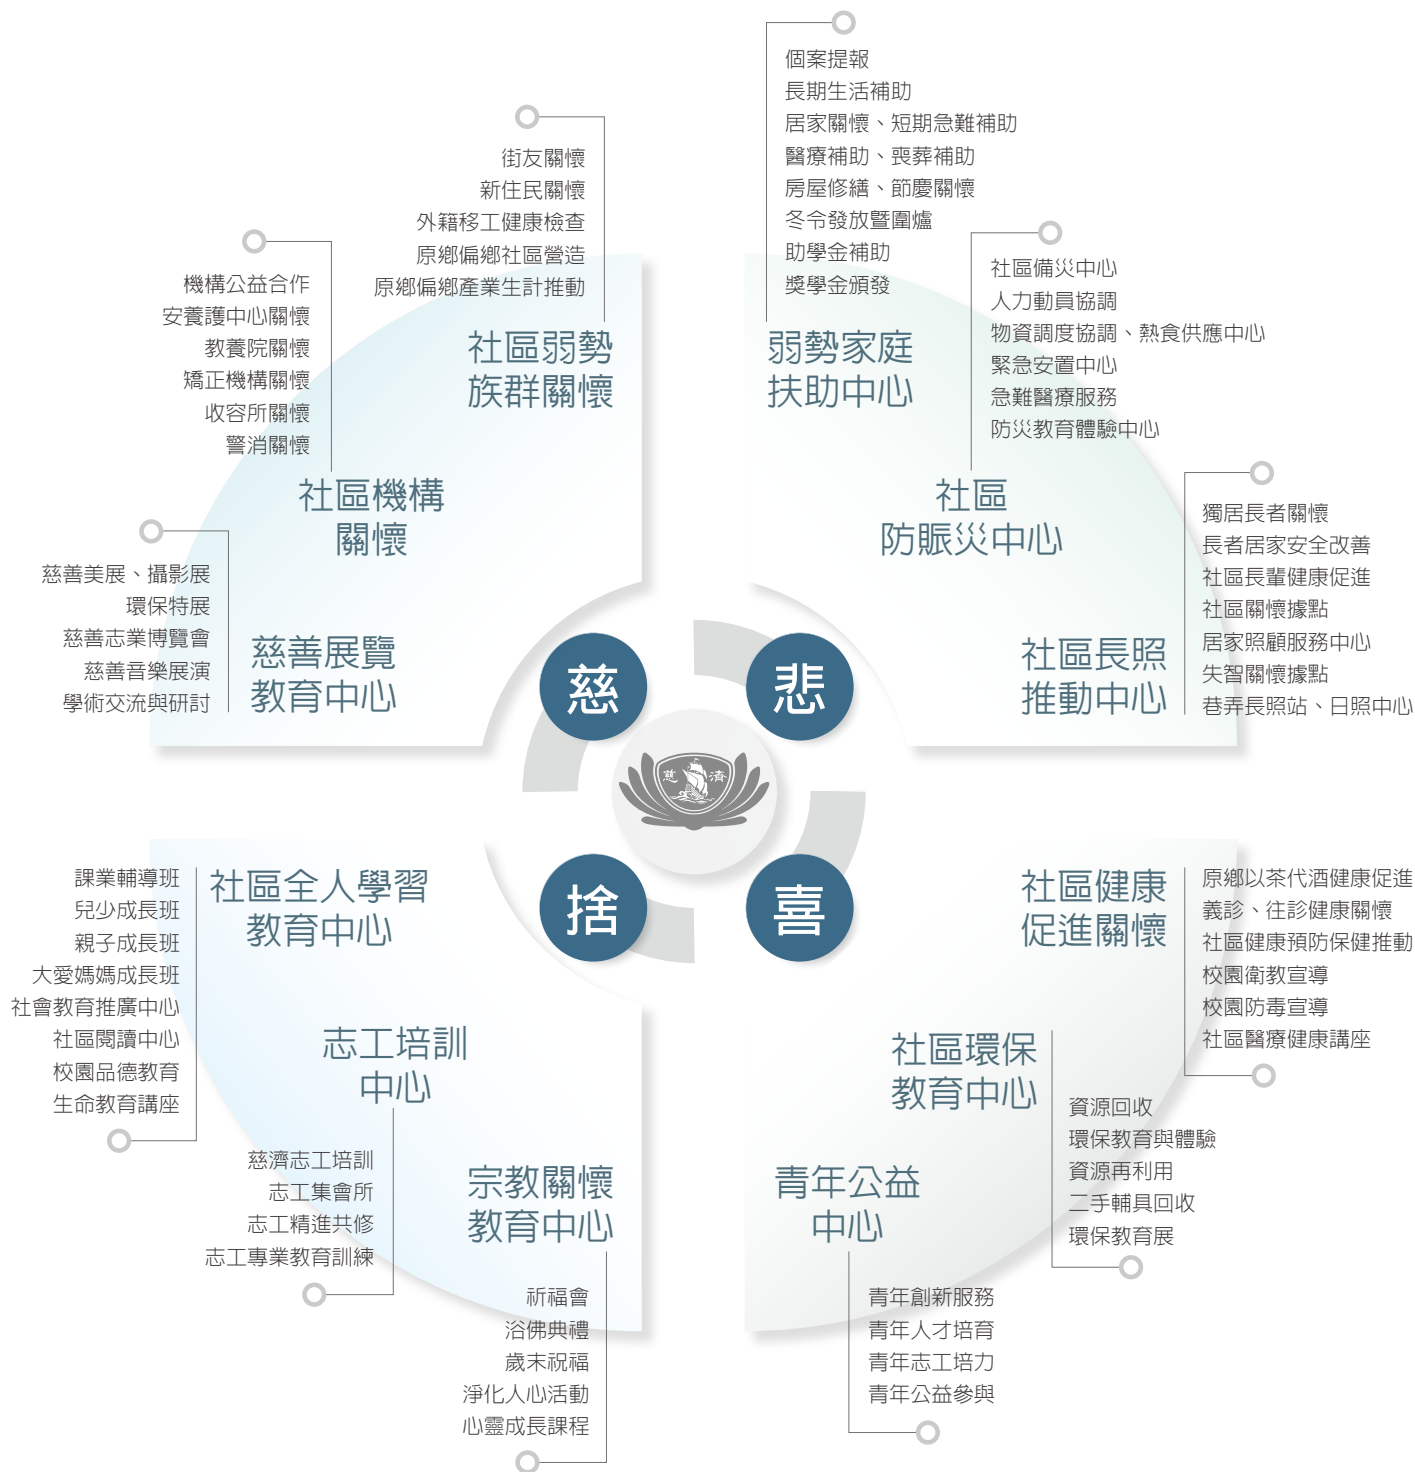 個案提報
長期生活補助
居家關懷、短期急難補助
醫療補助、喪葬補助
房屋修繕、節慶關懷
冬令發放暨圍爐
助學金補助
獎學金頒發
弱勢家庭
扶助中心
街友關懷
新住民關懷
外籍移工健康檢查
原鄉偏鄉社區營造
原鄉偏鄉產業生計推動
社區弱勢
族群關懷
機構公益合作
安養護中心關懷
教養院關懷
矯正機構關懷
收容所關懷
警消關懷
社區機構
關懷
社區備災中心
人力動員協調
物資調度協調、熱食供應中心
緊急安置中心
急難醫療服務
防災教育體驗中心
社區
防賑災中心
慈善美展、攝影展
環保特展
慈善志業博覽會
慈善音樂展演
學術交流與研討
慈善展覽
教育中心
獨居長者關懷
長者居家安全改善
社區長輩健康促進
社區關懷據點
居家照顧服務中心
失智關懷據點
巷弄長照站、日照中心
社區長照
推動中心
慈
悲
慈濟
捨
喜
課業輔導班
兒少成長班
親子成長班
大愛媽媽成長班
社會教育推廣中心
社區閱讀中心
校園品德教育
生命教育講座
社區全人學習
教育中心
社區健康
促進關懷
原鄉以茶代酒健康促進
義診、往診健康關懷
社區健康預防保健推動
校園衛教宣導
校園防毒宣導
社區醫療健康講座
志工培訓
中心
慈濟志工培訓
志工集會所
志工精進共修
志工專業教育訓練
社區環保
教育中心
資源回收
環保教育與體驗
資源再利用
二手輔具回收
環保教育展
宗教關懷
教育中心
祈福會
浴佛典禮
歲末祝福
淨化人心活動
心靈成長課程
青年公益
中心
青年創新服務
青年人才培育
青年志工培力
青年公益參與